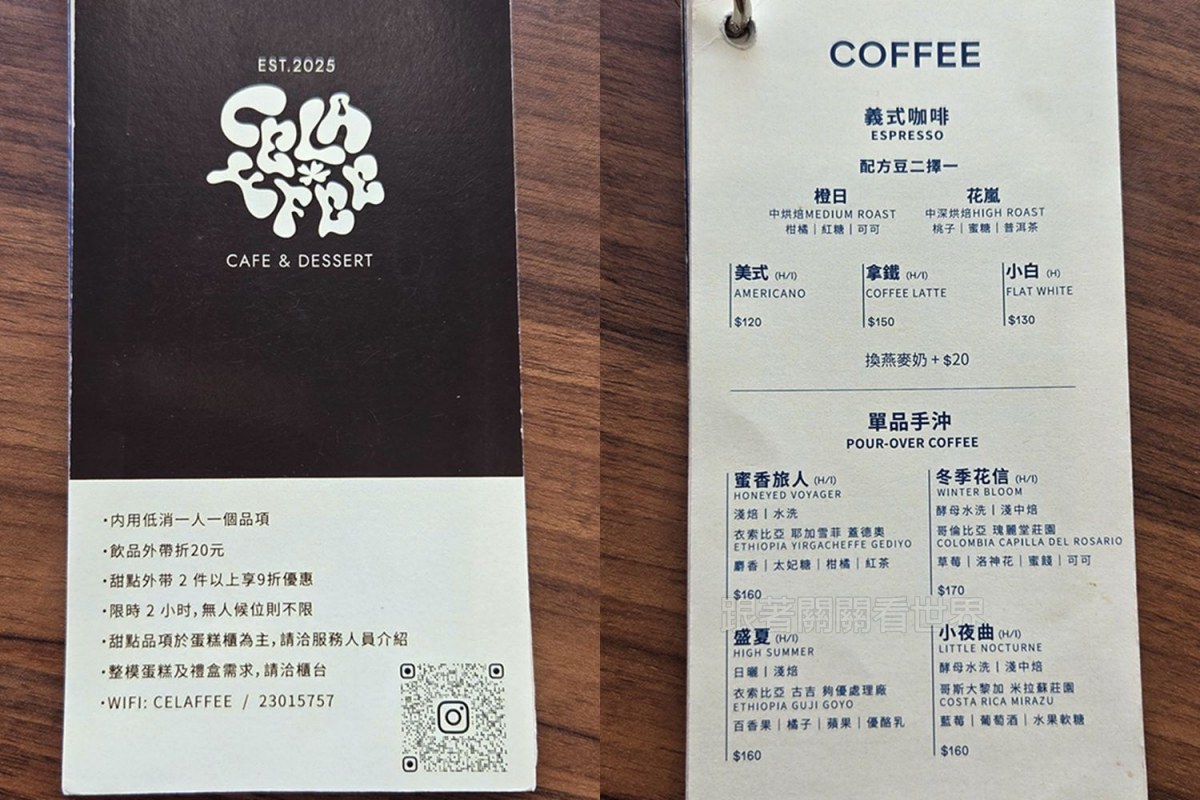 EST.2025
CELA
FFEE
CAFE & DESSERT
•內用低消一人一個品項
•飲品外帶折20元
•甜點外帶 2 件以上享9折優惠
•限時 2 小时,無人候位則不限
•甜點品項於蛋糕櫃為主,請洽服務人員介紹
•整模蛋糕及禮盒需求,請洽櫃台
•WIFI: CELAFFEE / 23015757
COFFEE
義式咖啡
ESPRESSO
配方豆二擇一
橙日 花嵐
中烘焙MEDIUM ROAST 中深烘焙HIGH ROAST
柑橘|紅糖|可可 桃子|蜜糖|普洱茶
美式 (H/I) 拿鐵 (H/I) 小白 (H)
AMERICANO COFFEE LATTE FLAT WHITE
$120 $150 $130
換燕麥奶 + $20
單品手沖
POUR-OVER COFFEE
蜜香旅人 (H/I)
HONEYED VOYAGER
淺焙|水洗
衣索比亞 耶加雪菲 蓋德奧
ETHIOPIA YIRGACHEFFE GEDIYO
麝香|太妃糖|柑橘|紅茶
$160
冬季花信 (H/I)
WINTER BLOOM
酵母水洗|淺中焙
哥倫比亞 瑰麗堂莊園
COLOMBIA CAPILLA DEL ROSARIO
草莓|洛神花|蜜餞|可可
$170
跟著關關看世界
盛夏 (H/I)
HIGH SUMMER
日曬|淺焙
衣索比亞 古吉 夠優處理廠
ETHIOPIA GUJI GOYO
百香果|橘子|蘋果|優酪乳
$160
小夜曲 (H/I)
LITTLE NOCTURNE
酵母水洗|淺中焙
哥斯大黎加 米拉蘇莊園
COSTA RICA MIRAZU
藍莓|葡萄酒|水果軟糖
$160